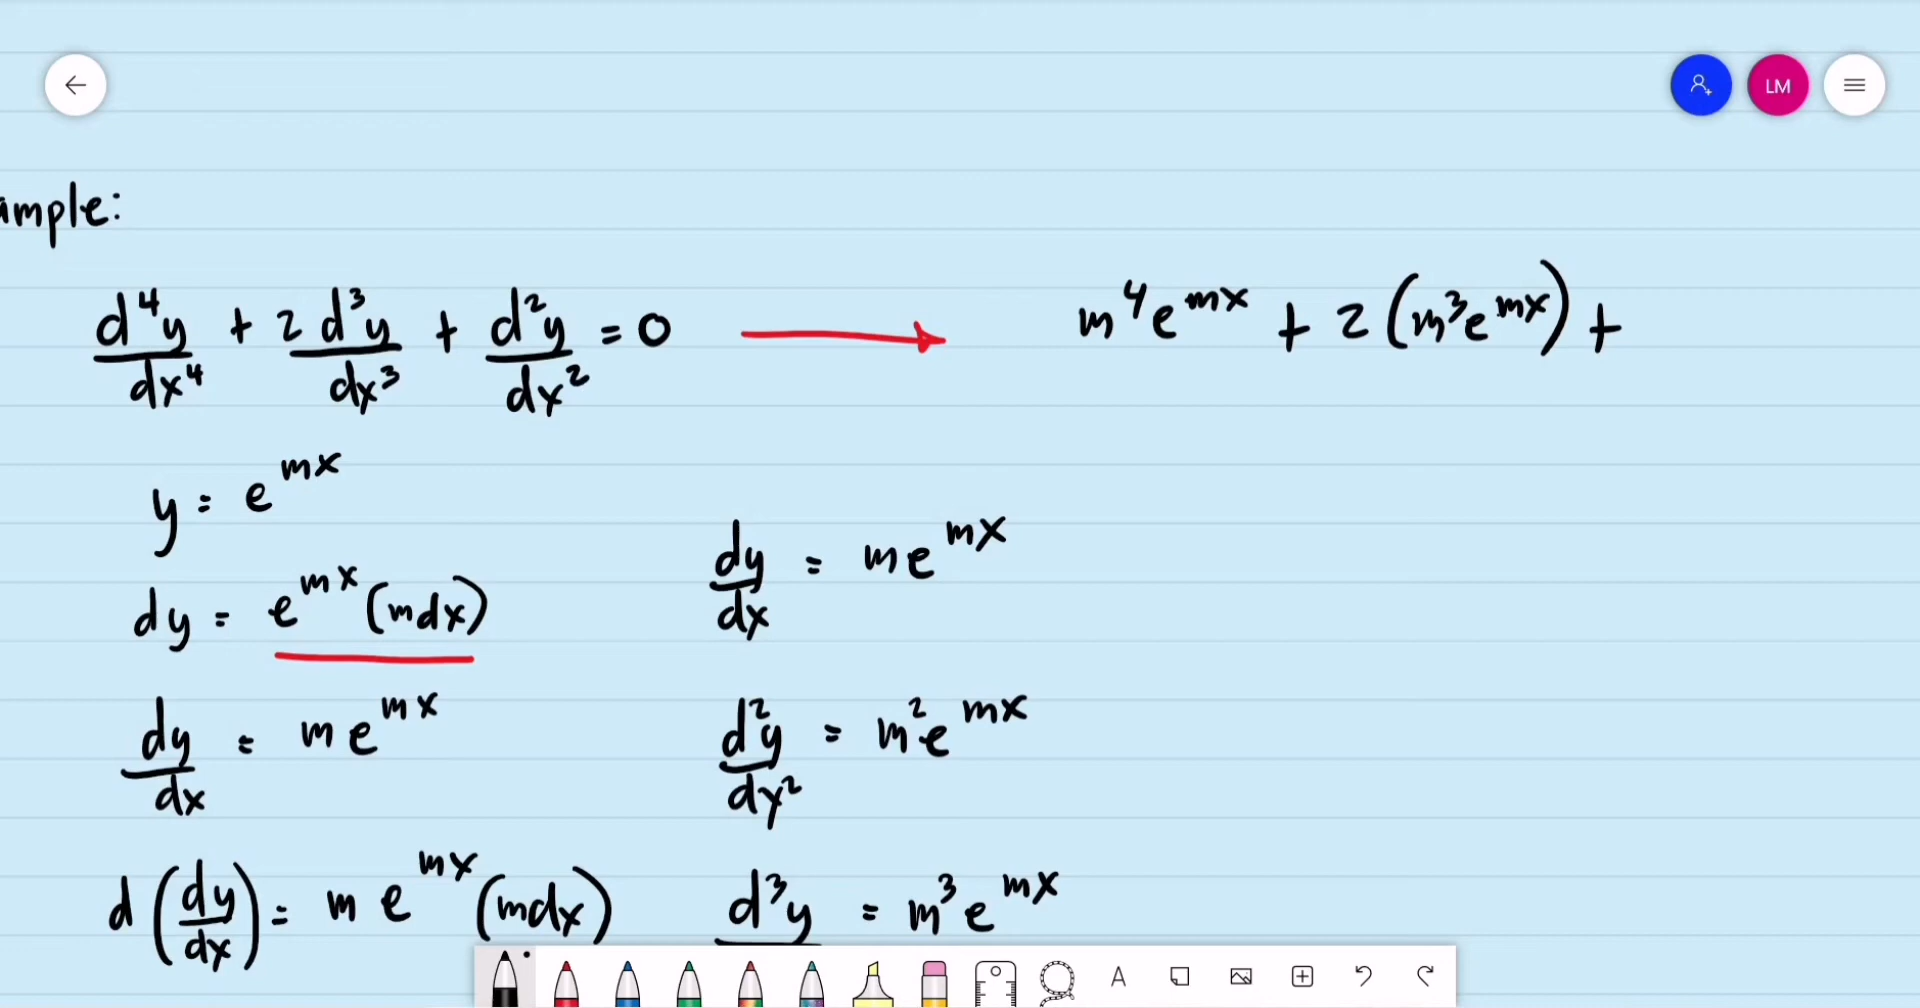 LM
ample:
d⁴y/dx⁴ + 2 d³y/dx³ + d²y/dx² = 0 → m⁴e^mx + 2(m³e^mx) +
y = e^mx
dy = e^mx(mdx)
dy/dx = me^mx
dy/dx = me^mx
d²y/dy² = m²e^mx
d(dy/dx) = me^mx(mdx)
d³y = m³e^mx
A